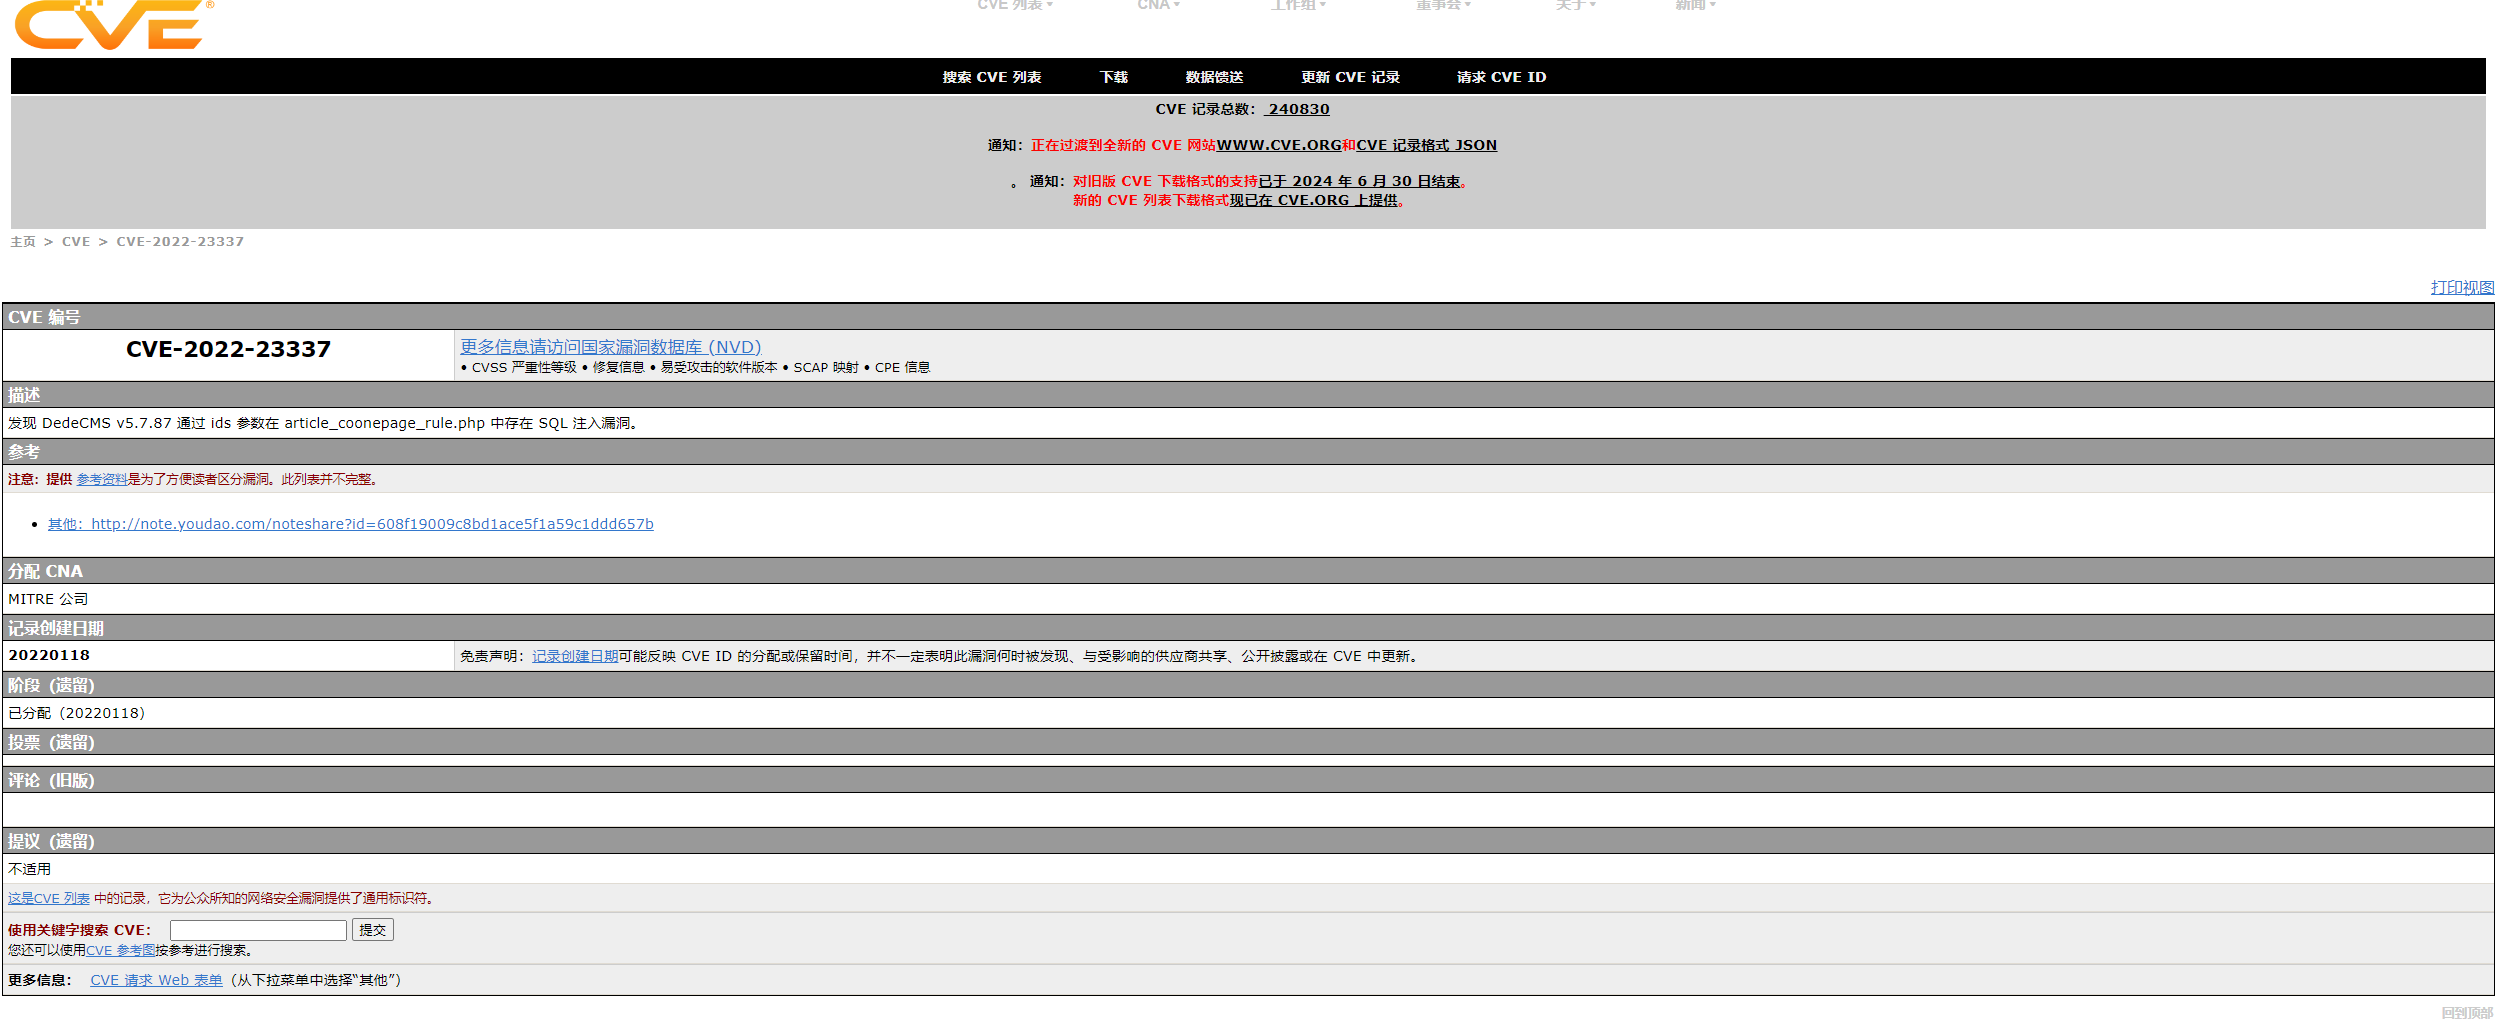 CVE®
CVE 列表 CNA 工作组 董事会 关于 新闻
搜索 CVE 列表 下载 数据馈送 更新 CVE 记录 请求 CVE ID
CVE 记录总数： 240830
通知：正在过渡到全新的 CVE 网站WWW.CVE.ORG和CVE 记录格式 JSON
。 通知：对旧版 CVE 下载格式的支持已于 2024 年 6 月 30 日结束。
新的 CVE 列表下载格式现已在 CVE.ORG 上提供。
主页 > CVE > CVE-2022-23337
打印视图
CVE 编号
CVE-2022-23337
更多信息请访问国家漏洞数据库 (NVD)
• CVSS 严重性等级 • 修复信息 • 易受攻击的软件版本 • SCAP 映射 • CPE 信息
描述
发现 DedeCMS v5.7.87 通过 ids 参数在 article_coonepage_rule.php 中存在 SQL 注入漏洞。
参考
注意：提供 参考资料是为了方便读者区分漏洞。此列表并不完整。
• 其他：http://note.youdao.com/noteshare?id=608f19009c8bd1ace5f1a59c1ddd657b
分配 CNA
MITRE 公司
记录创建日期
20220118 免责声明：记录创建日期可能反映 CVE ID 的分配或保留时间，并不一定表明此漏洞何时被发现、与受影响的供应商共享、公开披露或在 CVE 中更新。
阶段（遗留）
已分配（20220118）
投票（遗留）
评论（旧版）
提议（遗留）
不适用
这是CVE 列表 中的记录，它为公众所知的网络安全漏洞提供了通用标识符。
使用关键字搜索 CVE： 提交
您还可以使用CVE 参考图按参考进行搜索。
更多信息： CVE 请求 Web 表单（从下拉菜单中选择“其他”）
回到顶部